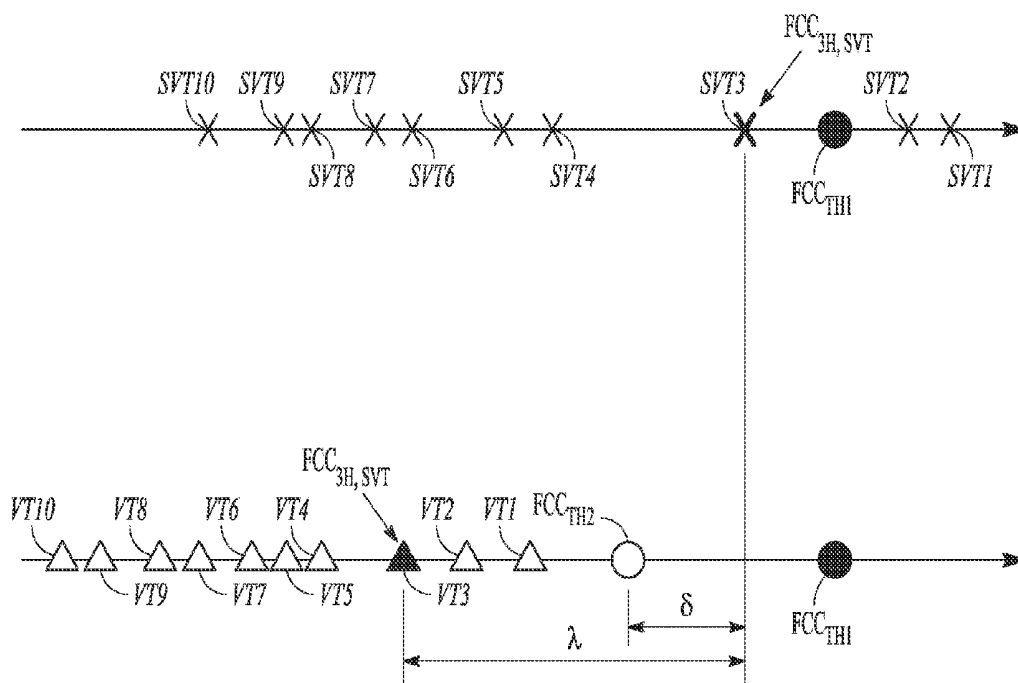 FCC3H, SVT
SVT10 SVT9 SVT7 SVT5 SVT3 SVT2
SVT8 SVT6 SVT4 FCCTH1 SVT1
FCC3H, SVT
VT10 VT8 VT6 VT4 VT2 VT1 FCCTH2
VT9 VT7 VT5 VT3 FCCTH1
δ
λ